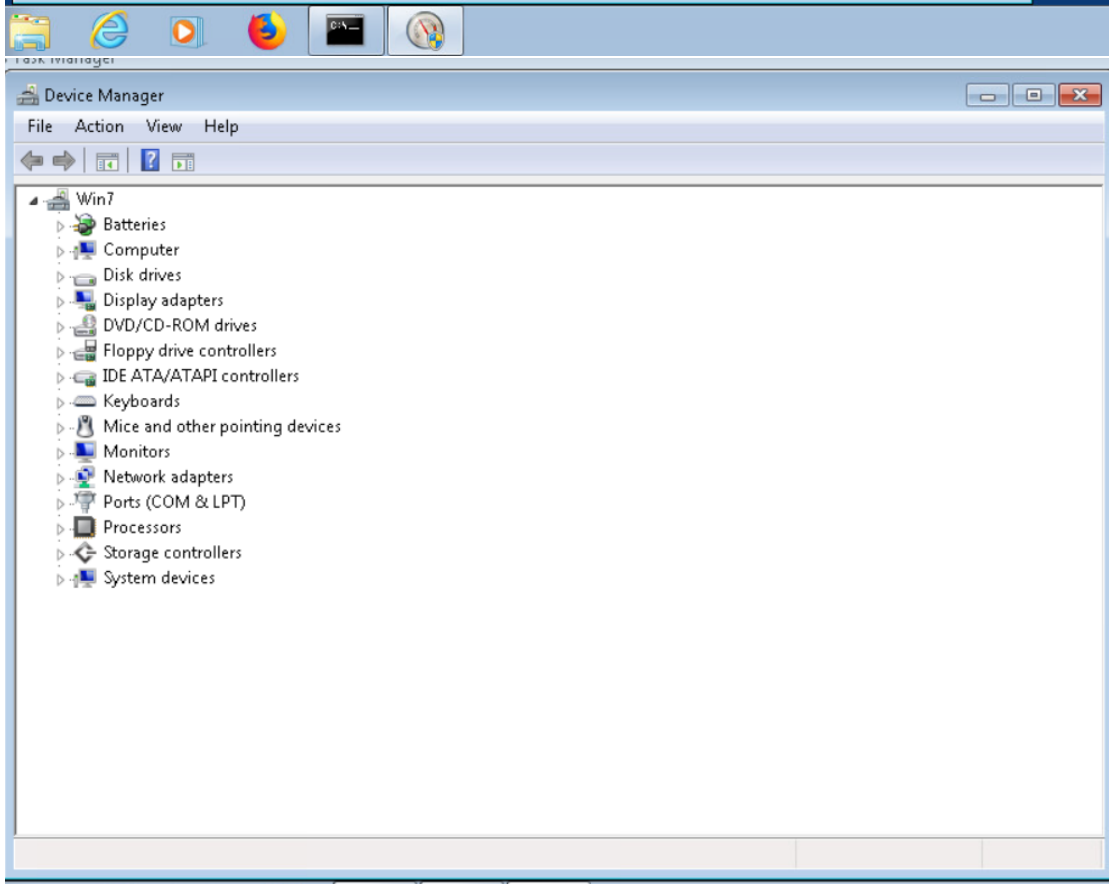 C:\_
Task Manager
Device Manager
File Action View Help
Win7
Batteries
Computer
Disk drives
Display adapters
DVD/CD-ROM drives
Floppy drive controllers
IDE ATA/ATAPI controllers
Keyboards
Mice and other pointing devices
Monitors
Network adapters
Ports (COM & LPT)
Processors
Storage controllers
System devices